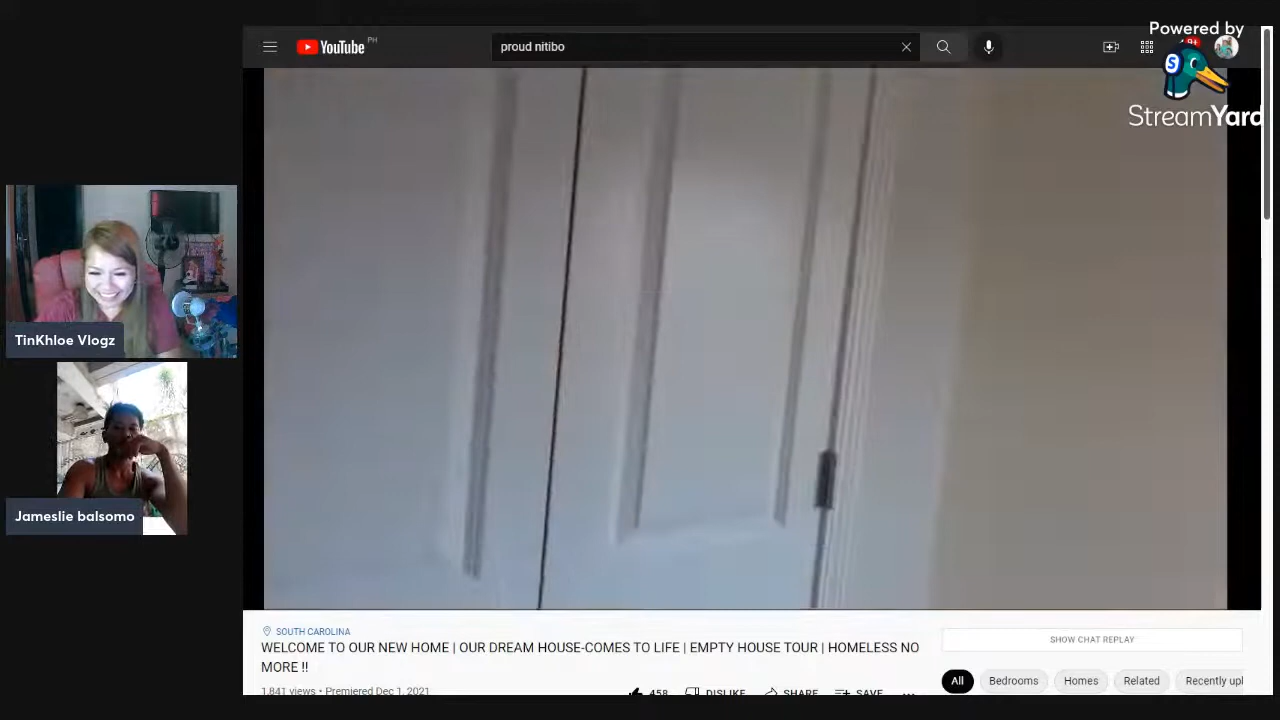 Powered by
StreamYard
YouTube PH
proud nitibo
9+
TinKhloe Vlogz
Jameslie balsomo
SOUTH CAROLINA
WELCOME TO OUR NEW HOME | OUR DREAM HOUSE-COMES TO LIFE | EMPTY HOUSE TOUR | HOMELESS NO
MORE !!
1,841 views • Premiered Dec 1, 2021
458 DISLIKE SHARE SAVE
SHOW CHAT REPLAY
All Bedrooms Homes Related Recently upl